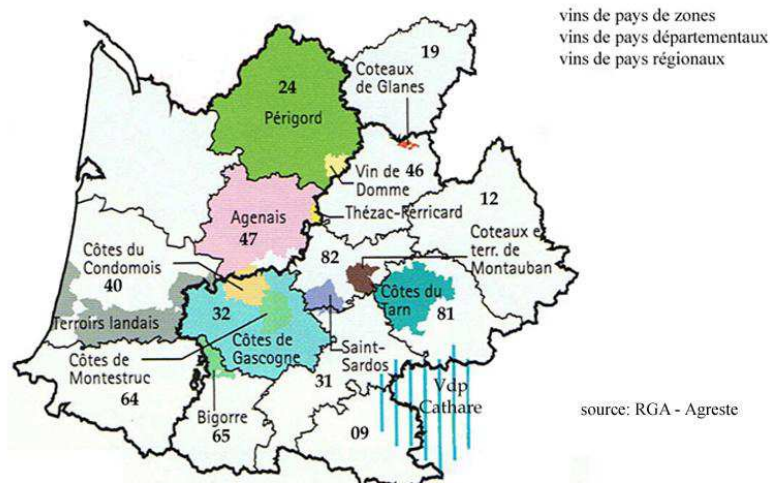 vins de pays de zones
vins de pays départementaux
vins de pays régionaux
19
Coteaux
de Glanes
24
Périgord
Vin de
Domme
46
12
Agenais
47
Thézac-Perricard
Coteaux e
terr. de
Montauban
82
Côtes du
Condomois
40
Côtes du
Tarn
81
32
Terroirs landais
Côtes de
Gascogne
Saint-
Sardos
Côtes de
Montestruc
64
31
Vdp
Cathare
Bigorre
65
09
source: RGA - Agreste